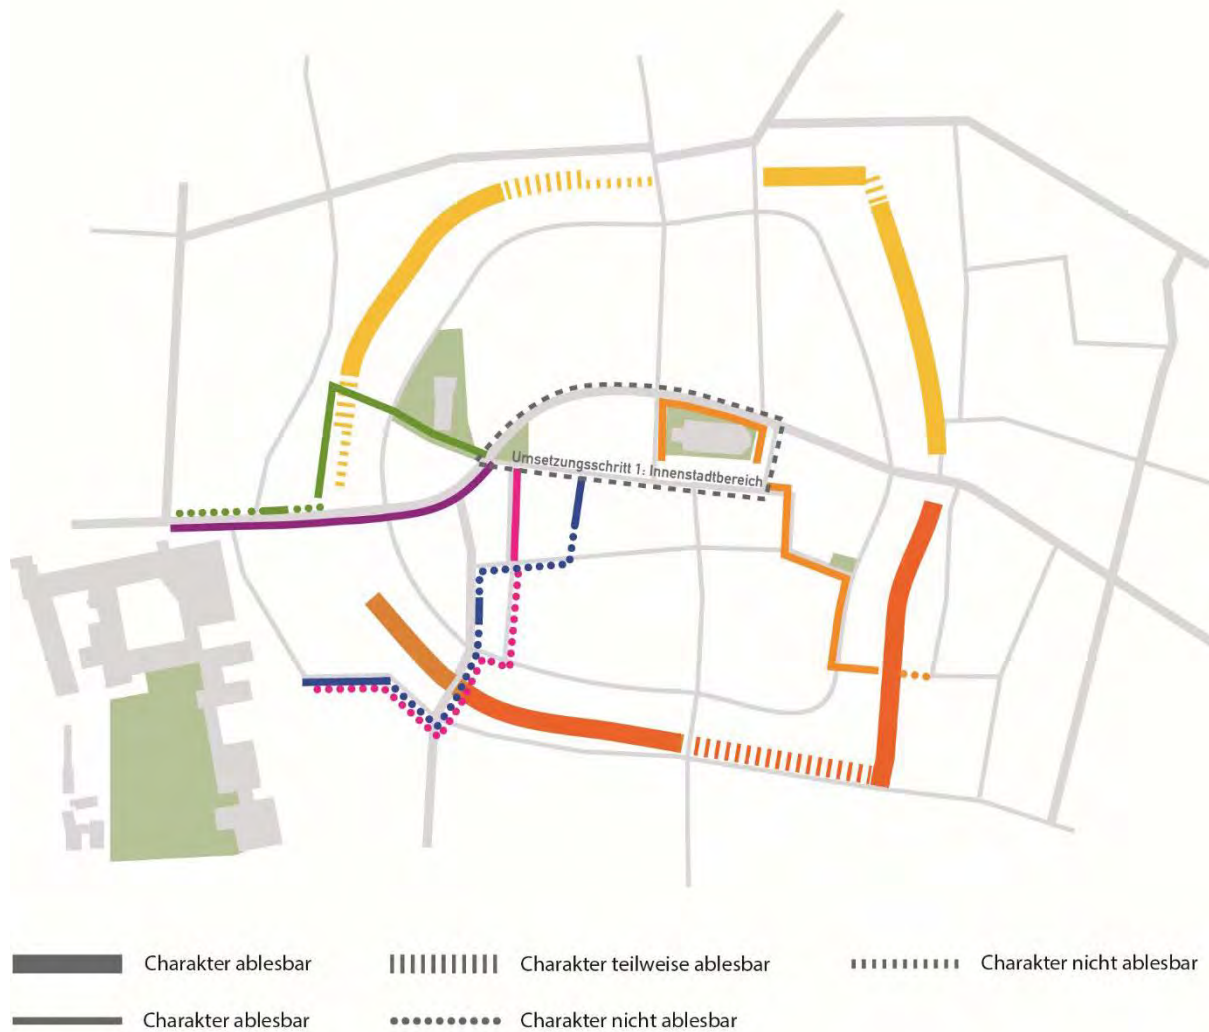 Umsetzungsschritt 1: Innenstadtbereich
Charakter ablesbar
Charakter teilweise ablesbar
Charakter nicht ablesbar
Charakter ablesbar
Charakter nicht ablesbar